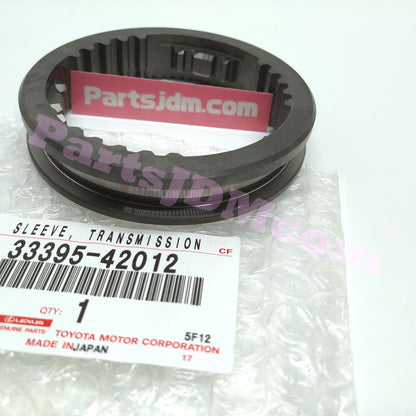 Partsjdm.com
PartsJDM.com
SLEEVE, TRANSMISSION
CF
33395-42012
QTY: 1
5F12
LEXUS
GENUINE PARTS
TOYOTA MOTOR CORPORATION
MADE IN JAPAN
17